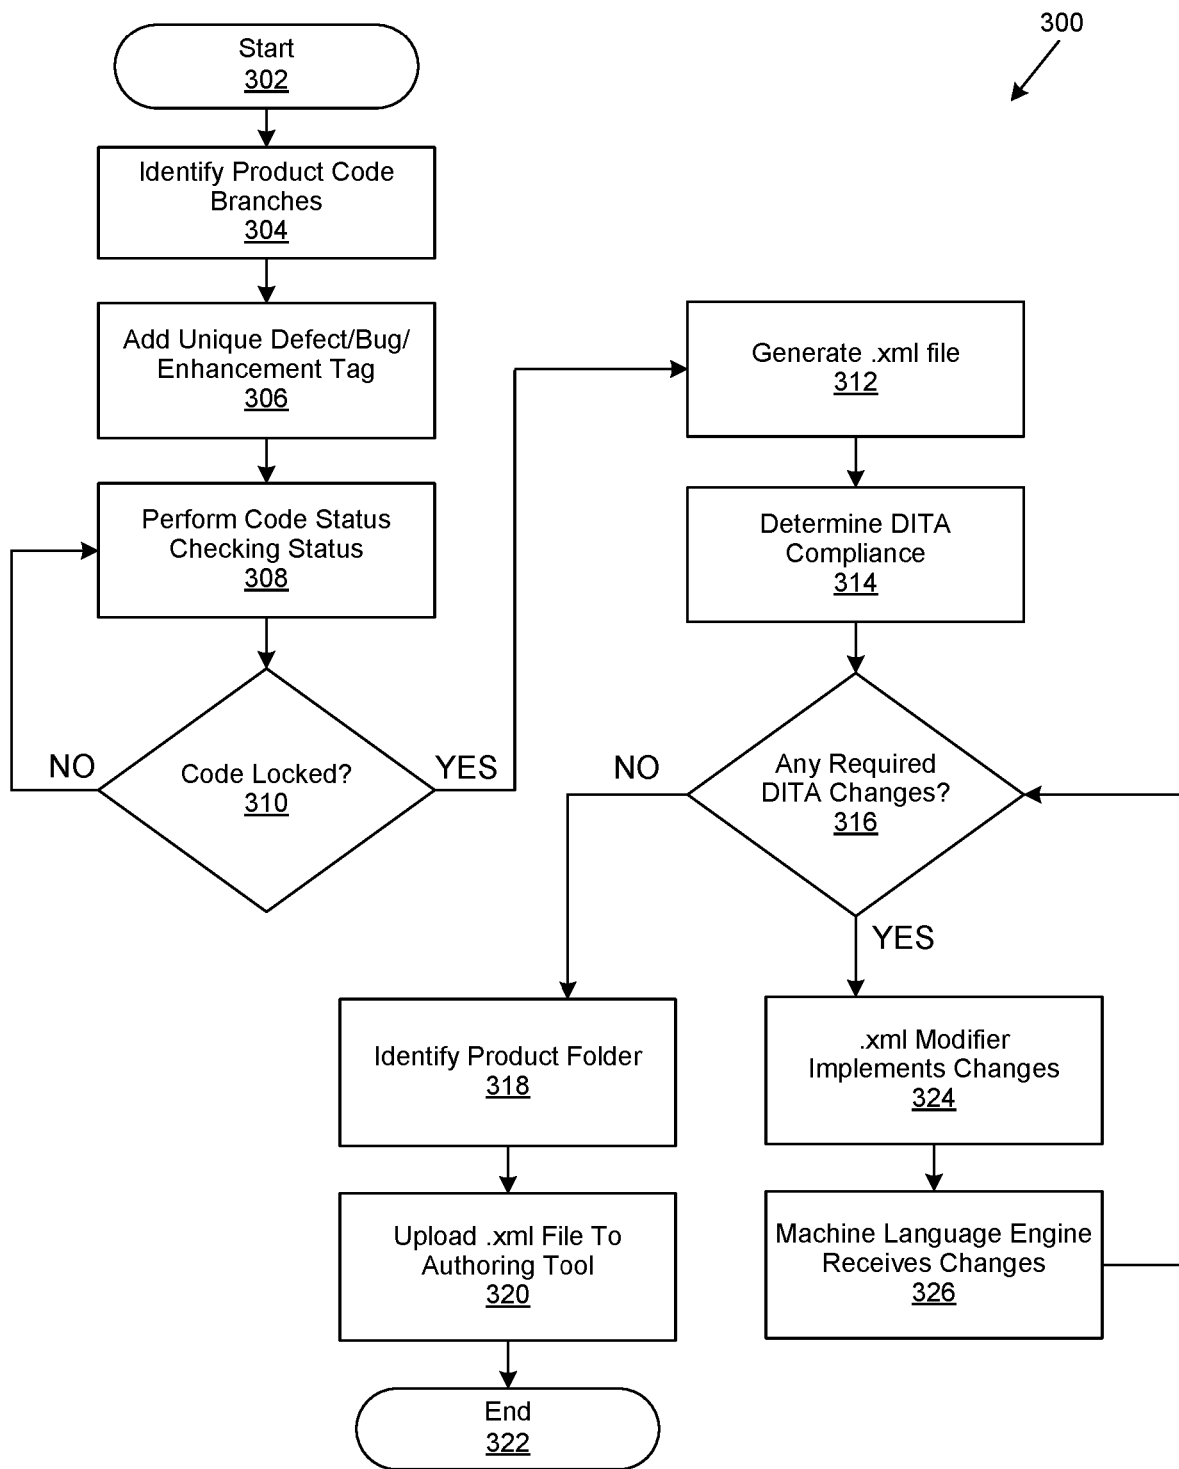 300
Start
302
Identify Product Code
Branches
304
Add Unique Defect/Bug/
Enhancement Tag
306
Perform Code Status
Checking Status
308
NO
Code Locked?
310
YES
Generate .xml file
312
Determine DITA
Compliance
314
NO
Any Required
DITA Changes?
316
YES
Identify Product Folder
318
Upload .xml File To
Authoring Tool
320
End
322
.xml Modifier
Implements Changes
324
Machine Language Engine
Receives Changes
326